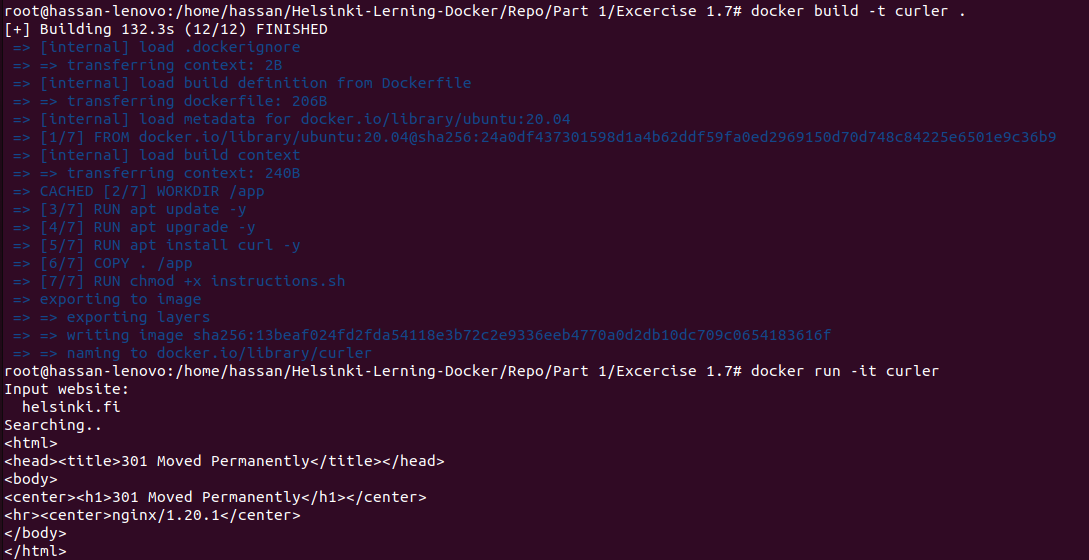 root@hassan-lenovo:/home/hassan/Helsinki-Lerning-Docker/Repo/Part 1/Excercise 1.7# docker build -t curler .
[+] Building 132.3s (12/12) FINISHED
 => [internal] load .dockerignore
 => => transferring context: 2B
 => [internal] load build definition from Dockerfile
 => => transferring dockerfile: 206B
 => [internal] load metadata for docker.io/library/ubuntu:20.04
 => [1/7] FROM docker.io/library/ubuntu:20.04@sha256:24a0df437301598d1a4b62ddf59fa0ed2969150d70d748c84225e6501e9c36b9
 => [internal] load build context
 => => transferring context: 240B
 => CACHED [2/7] WORKDIR /app
 => [3/7] RUN apt update -y
 => [4/7] RUN apt upgrade -y
 => [5/7] RUN apt install curl -y
 => [6/7] COPY . /app
 => [7/7] RUN chmod +x instructions.sh
 => exporting to image
 => => exporting layers
 => => writing image sha256:13beaf024fd2fda54118e3b72c2e9336eeb4770a0d2db10dc709c0654183616f
 => => naming to docker.io/library/curler
root@hassan-lenovo:/home/hassan/Helsinki-Lerning-Docker/Repo/Part 1/Excercise 1.7# docker run -it curler
Input website:
  helsinki.fi
Searching..
<html>
<head><title>301 Moved Permanently</title></head>
<body>
<center><h1>301 Moved Permanently</h1></center>
<hr><center>nginx/1.20.1</center>
</body>
</html>